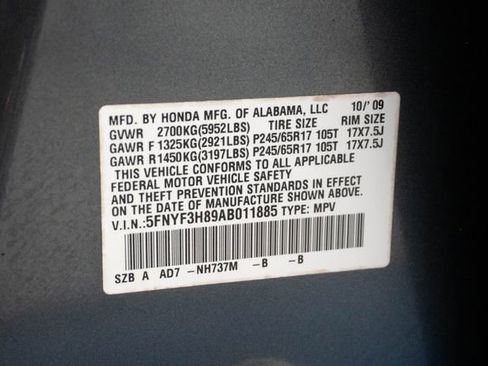 MFD. BY HONDA MFG. OF ALABAMA, LLC 10/'09
GVWR 2700KG(5952LBS) TIRE SIZE RIM SIZE
GAWR F 1325KG(2921LBS) P245/65R17 105T 17X7.5J
GAWR R1450KG(3197LBS) P245/65R17 105T 17X7.5J
THIS VEHICLE CONFORMS TO ALL APPLICABLE
FEDERAL MOTOR VEHICLE SAFETY
AND THEFT PREVENTION STANDARDS IN EFFECT
ON THE DATE OF MANUFACTURE SHOWN ABOVE.
V.I.N.:5FNYF3H89AB011885 TYPE: MPV
SZB A AD7 -NH737M -B -B